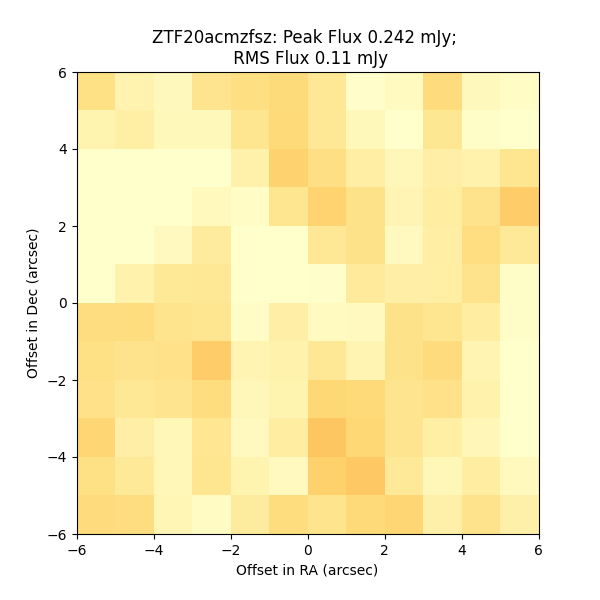 ZTF20acmzfsz: Peak Flux 0.242 mJy;
RMS Flux 0.11 mJy
6
4
2
0
−2
−4
−6
Offset in Dec (arcsec)
−6 −4 −2 0 2 4 6
Offset in RA (arcsec)